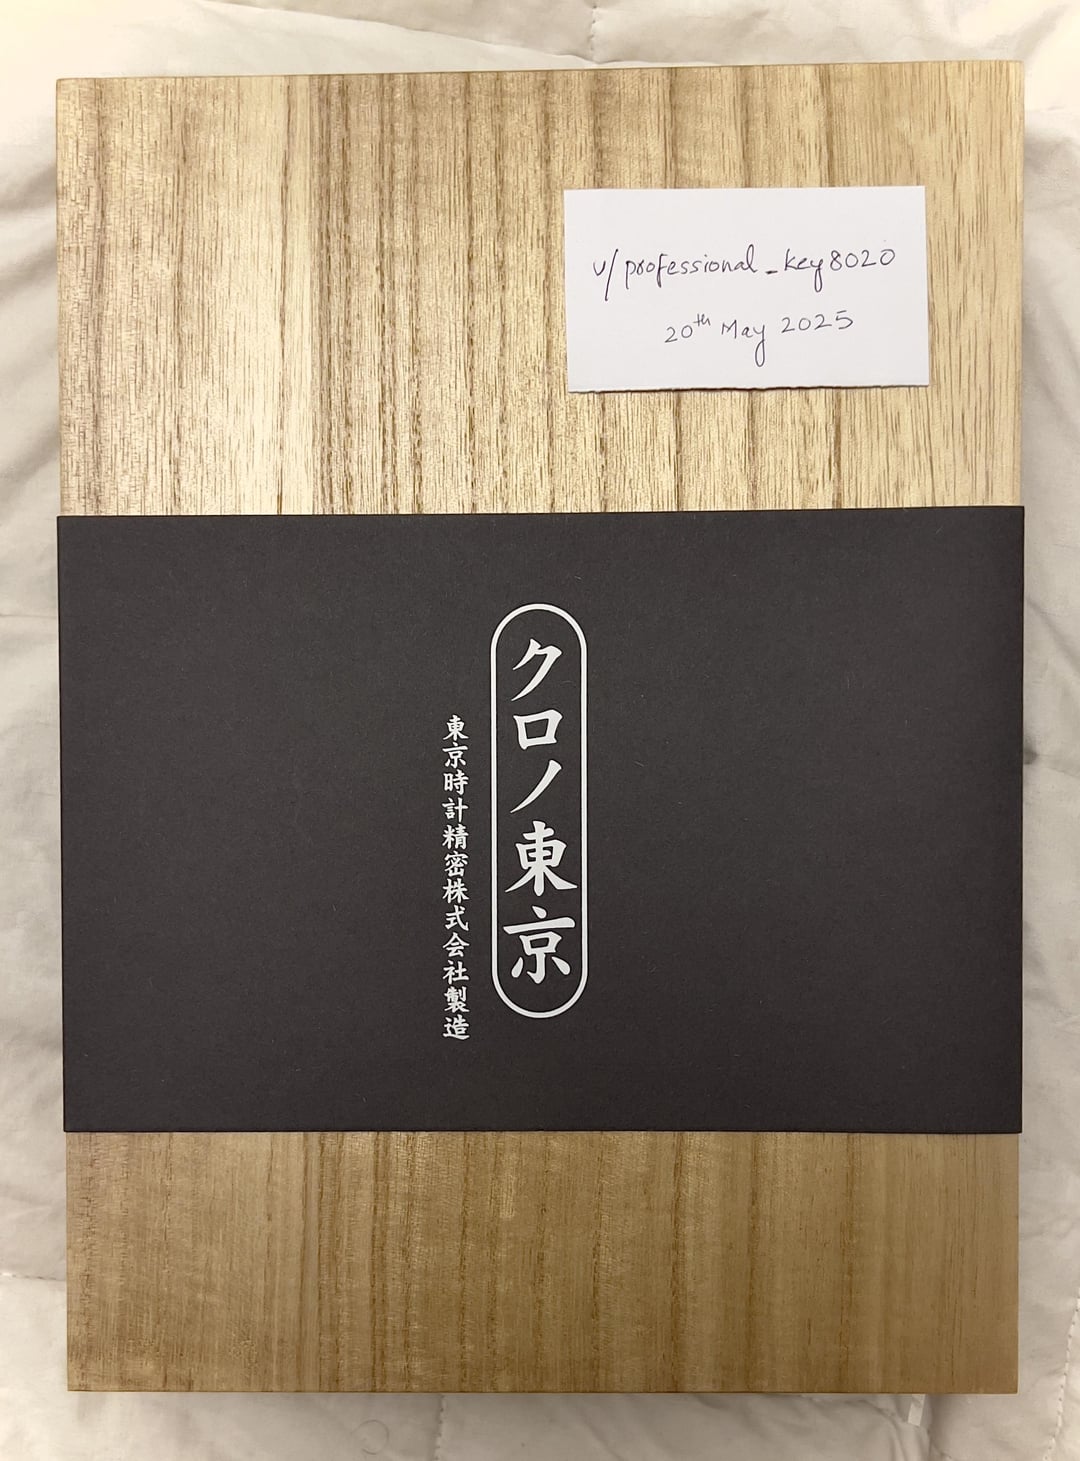 u/professional_key8020
20th May 2025
クロノ東京
東京時計精密株式会社製造